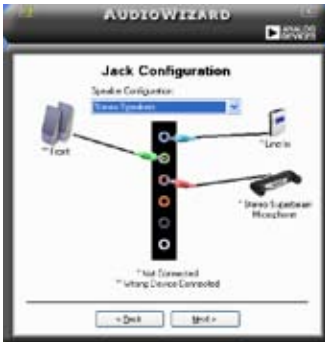 AUDIOWIZARD
ANALOG
DEVICES
Jack Configuration
Speaker Configuration
Stereo Speakers
**Front
*Line In
*Stereo Superbeam
Microphone
*Not Connected
**Wrong Device Connected
< Back
Next >